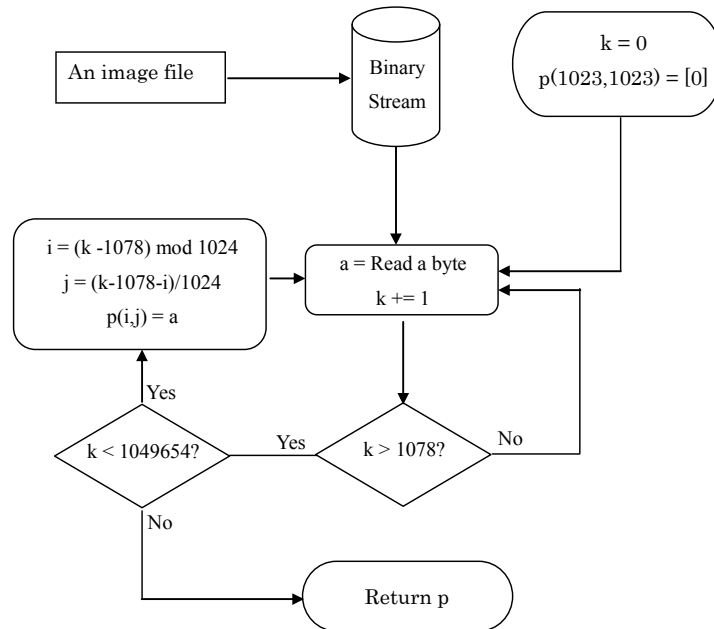 An image file
Binary
Stream
k = 0
p(1023,1023) = [0]
i = (k -1078) mod 1024
j = (k-1078-i)/1024
p(i,j) = a
a = Read a byte
k += 1
Yes
k < 1049654?
Yes
k > 1078?
No
No
Return p